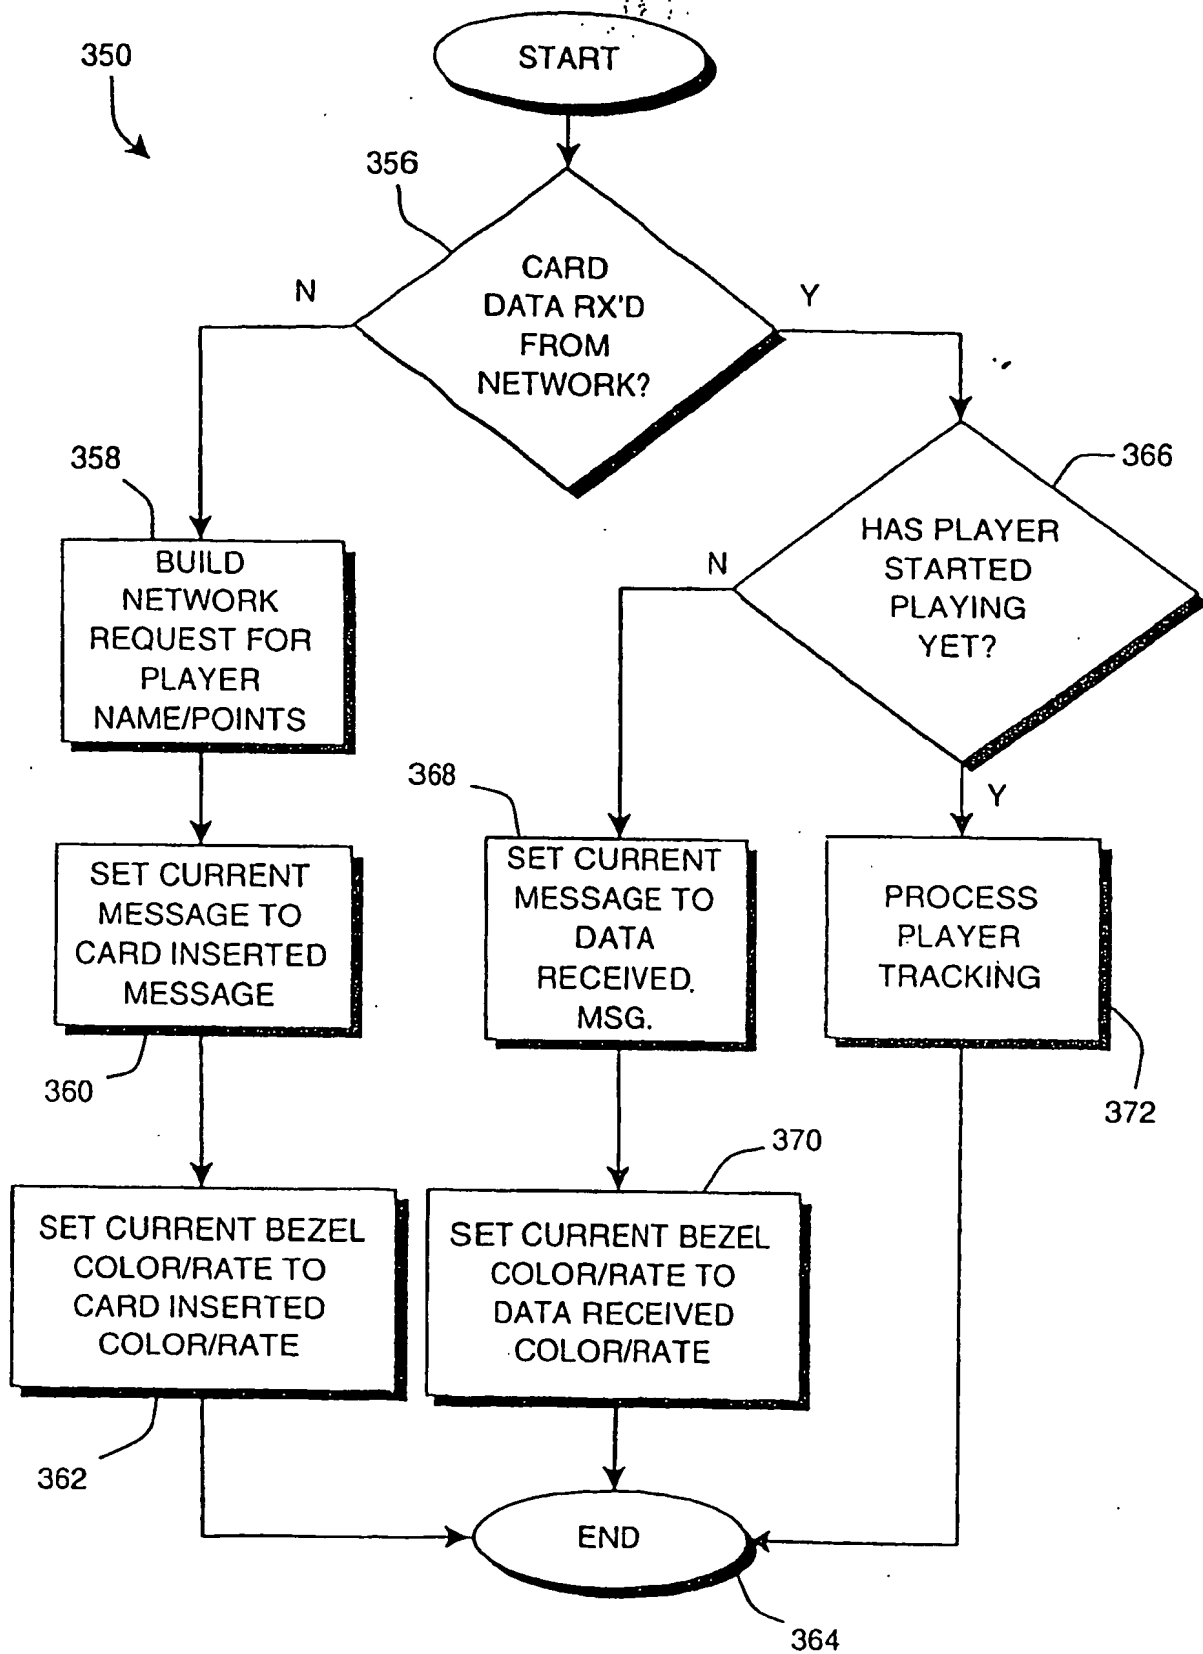 START
350
356
CARD
DATA RX'D
FROM
NETWORK?
N
Y
358
366
BUILD
NETWORK
REQUEST FOR
PLAYER
NAME/POINTS
HAS PLAYER
STARTED
PLAYING
YET?
N
Y
368
SET CURRENT
MESSAGE TO
CARD INSERTED
MESSAGE
360
SET CURRENT
MESSAGE TO
DATA
RECEIVED.
MSG.
PROCESS
PLAYER
TRACKING
372
370
SET CURRENT BEZEL
COLOR/RATE TO
CARD INSERTED
COLOR/RATE
362
SET CURRENT BEZEL
COLOR/RATE TO
DATA RECEIVED
COLOR/RATE
END
364